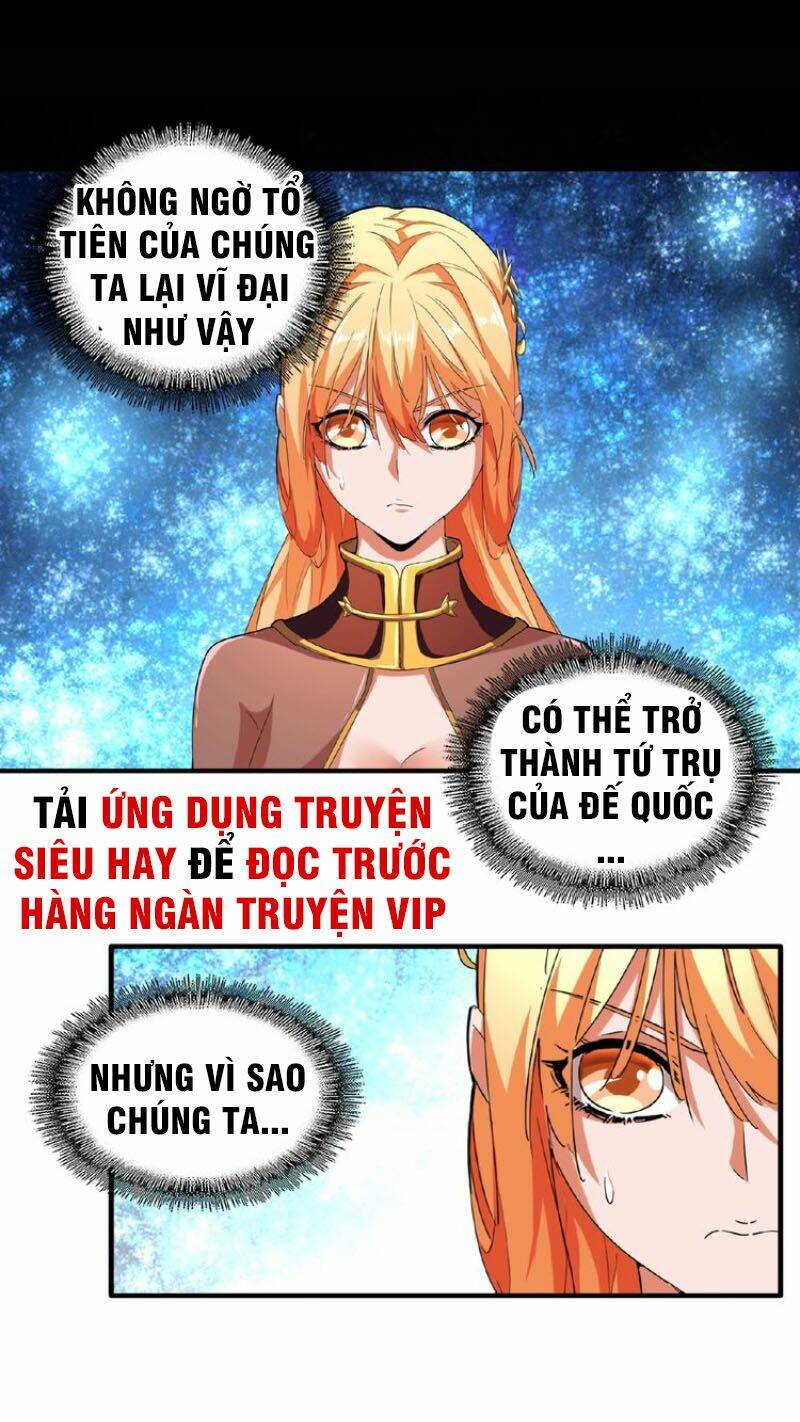 KHÔNG NGỜ TỔ
TIÊN CỦA CHÚNG
TA LẠI VĨ ĐẠI
NHƯ VẬY
CÓ THỂ TRỞ
THÀNH TỨ TRỤ
CỦA ĐẾ QUỐC
...
TẢI ỨNG DỤNG TRUYỆN
SIÊU HAY ĐỂ ĐỌC TRƯỚC
HÀNG NGÀN TRUYỆN VIP
NHƯNG VÌ SAO
CHÚNG TA...